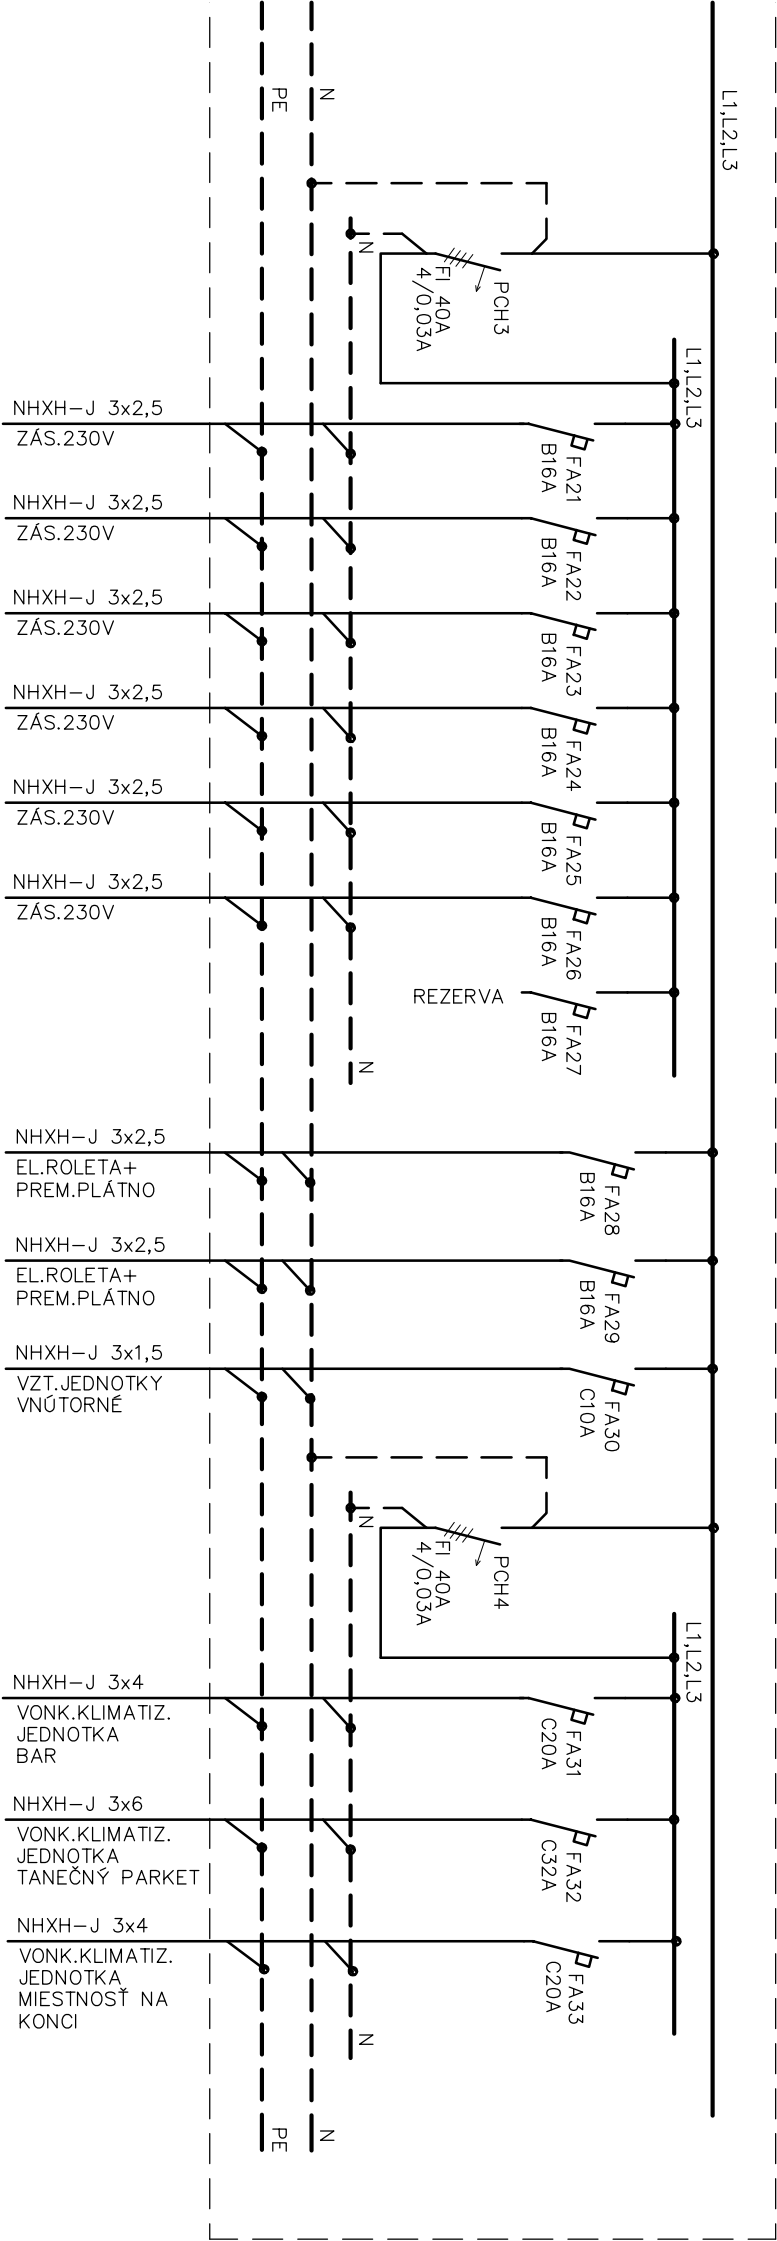 L1,L2,L3
N
PE
N
PCH3
FI 40A
4/0,03A
L1,L2,L3
NHXH-J 3x2,5
ZÁS.230V
FA21
B16A
NHXH-J 3x2,5
ZÁS.230V
FA22
B16A
NHXH-J 3x2,5
ZÁS.230V
FA23
B16A
NHXH-J 3x2,5
ZÁS.230V
FA24
B16A
NHXH-J 3x2,5
ZÁS.230V
FA25
B16A
NHXH-J 3x2,5
ZÁS.230V
FA26
B16A
REZERVA
FA27
B16A
N
NHXH-J 3x2,5
EL.ROLETA+
PREM.PLÁTNO
FA28
B16A
NHXH-J 3x2,5
EL.ROLETA+
PREM.PLÁTNO
FA29
B16A
NHXH-J 3x1,5
VZT.JEDNOTKY
VNÚTORNÉ
FA30
C10A
N
PCH4
FI 40A
4/0,03A
L1,L2,L3
NHXH-J 3x4
VONK.KLIMATIZ.
JEDNOTKA
BAR
FA31
C20A
NHXH-J 3x6
VONK.KLIMATIZ.
JEDNOTKA
TANEČNÝ PARKET
FA32
C32A
NHXH-J 3x4
VONK.KLIMATIZ.
JEDNOTKA
MIESTNOSŤ NA
KONCI
FA33
C20A
N
N
PE